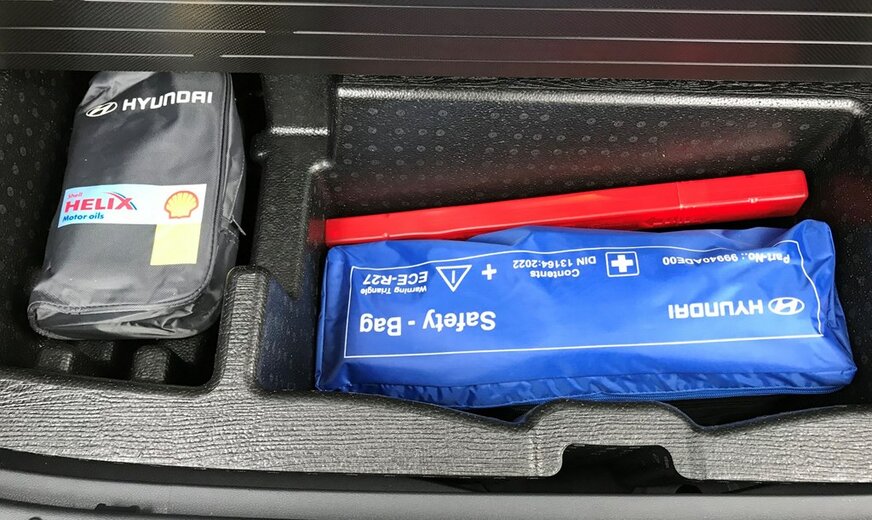 HYUNDAI
Shell
HELIX
Motor oils
HYUNDAI
Part-No.: 99940ADE00
Safety - Bag
Contents
DIN 13164:2022
+
Warning Triangle
ECE-R27